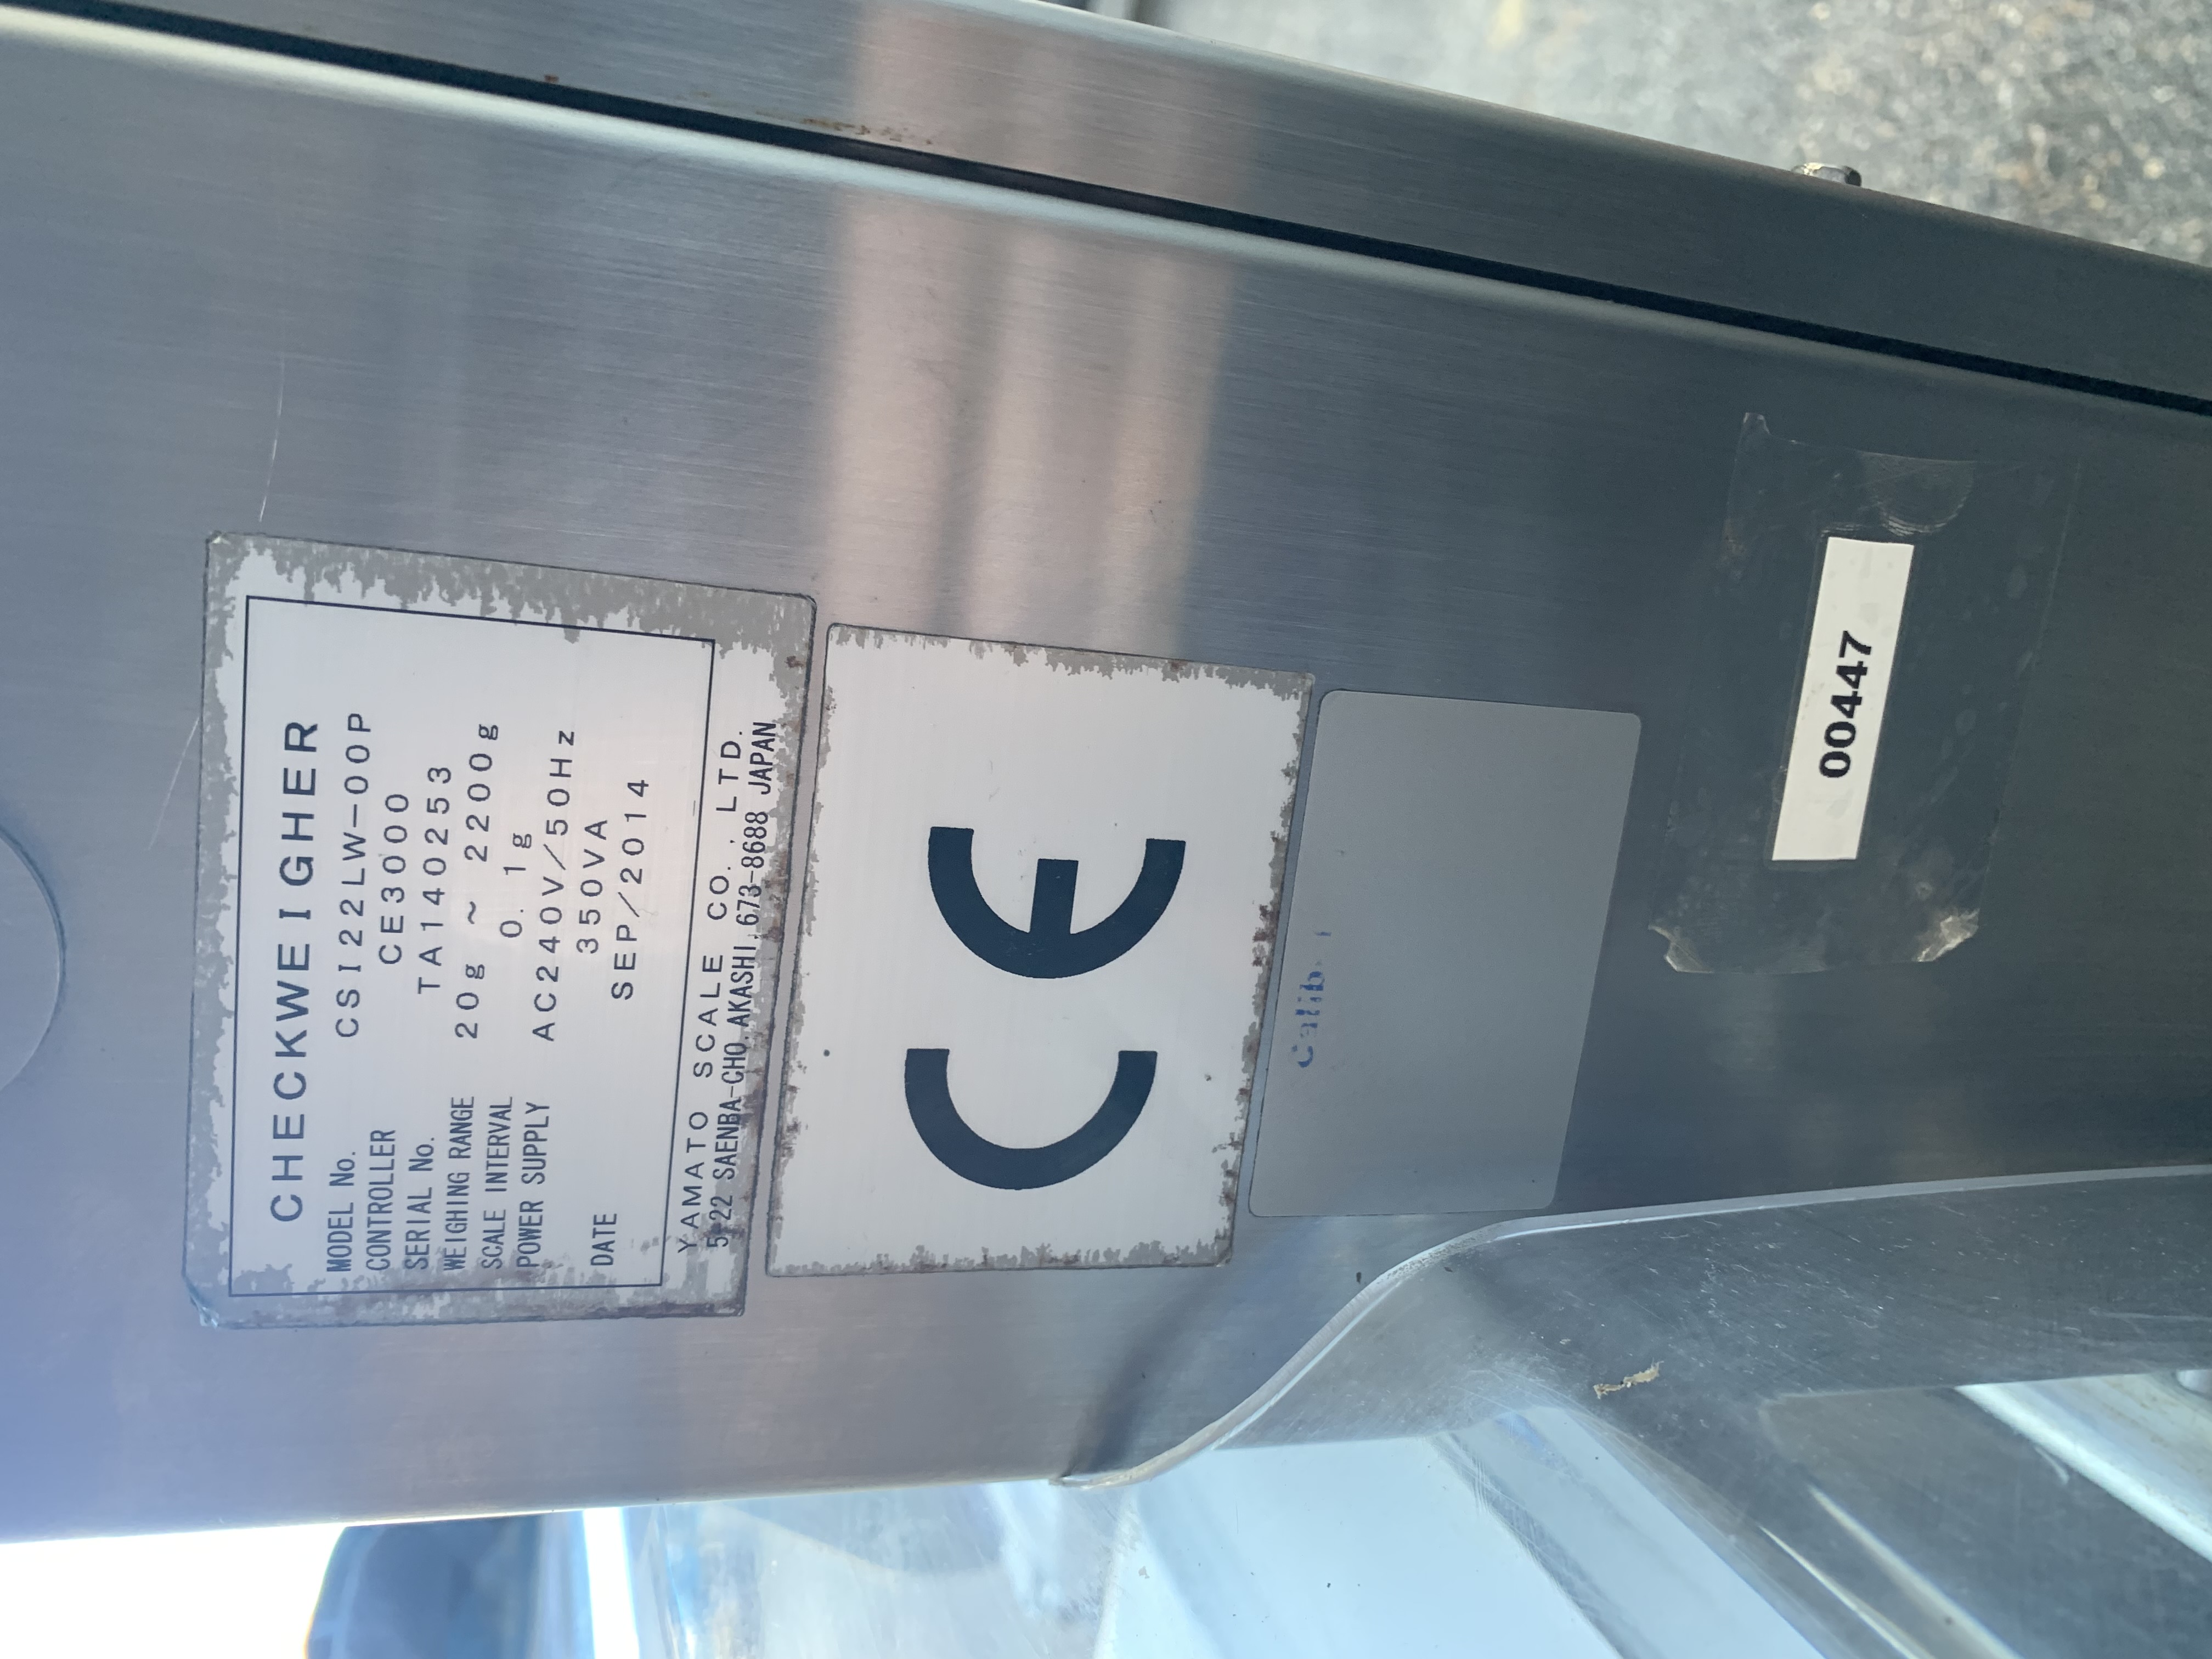 CHECKWEIGHER
MODEL No. CSI22LW-00P
CONTROLLER CE3000
SERIAL No. TA140253
WEIGHING RANGE 20g ~ 2200g
SCALE INTERVAL 0.1g
POWER SUPPLY AC240V/50Hz
350VA
DATE SEP/2014
YAMATO SCALE CO., LTD.
5-22 SAENBA-CHO, AKASHI, 673-8688 JAPAN
CE
00447